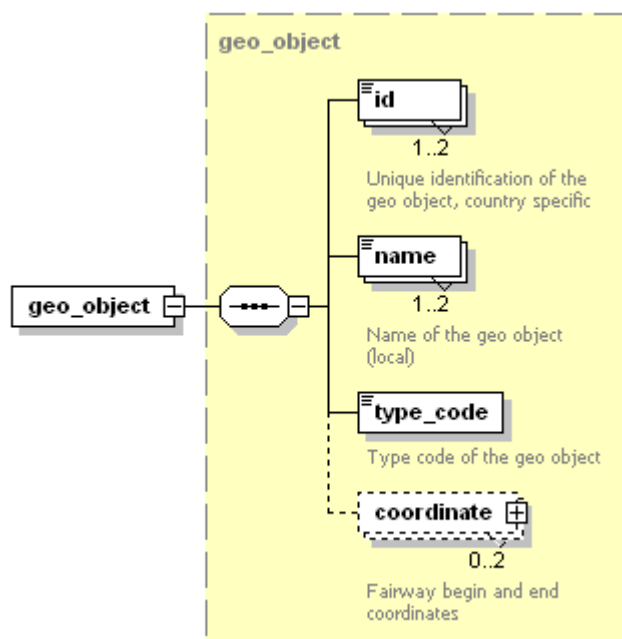 geo_object
id
1..2
Unique identification of the
geo object, country specific
name
1..2
Name of the geo object
(local)
geo_object
type_code
Type code of the geo object
coordinate
0..2
Fairway begin and end
coordinates